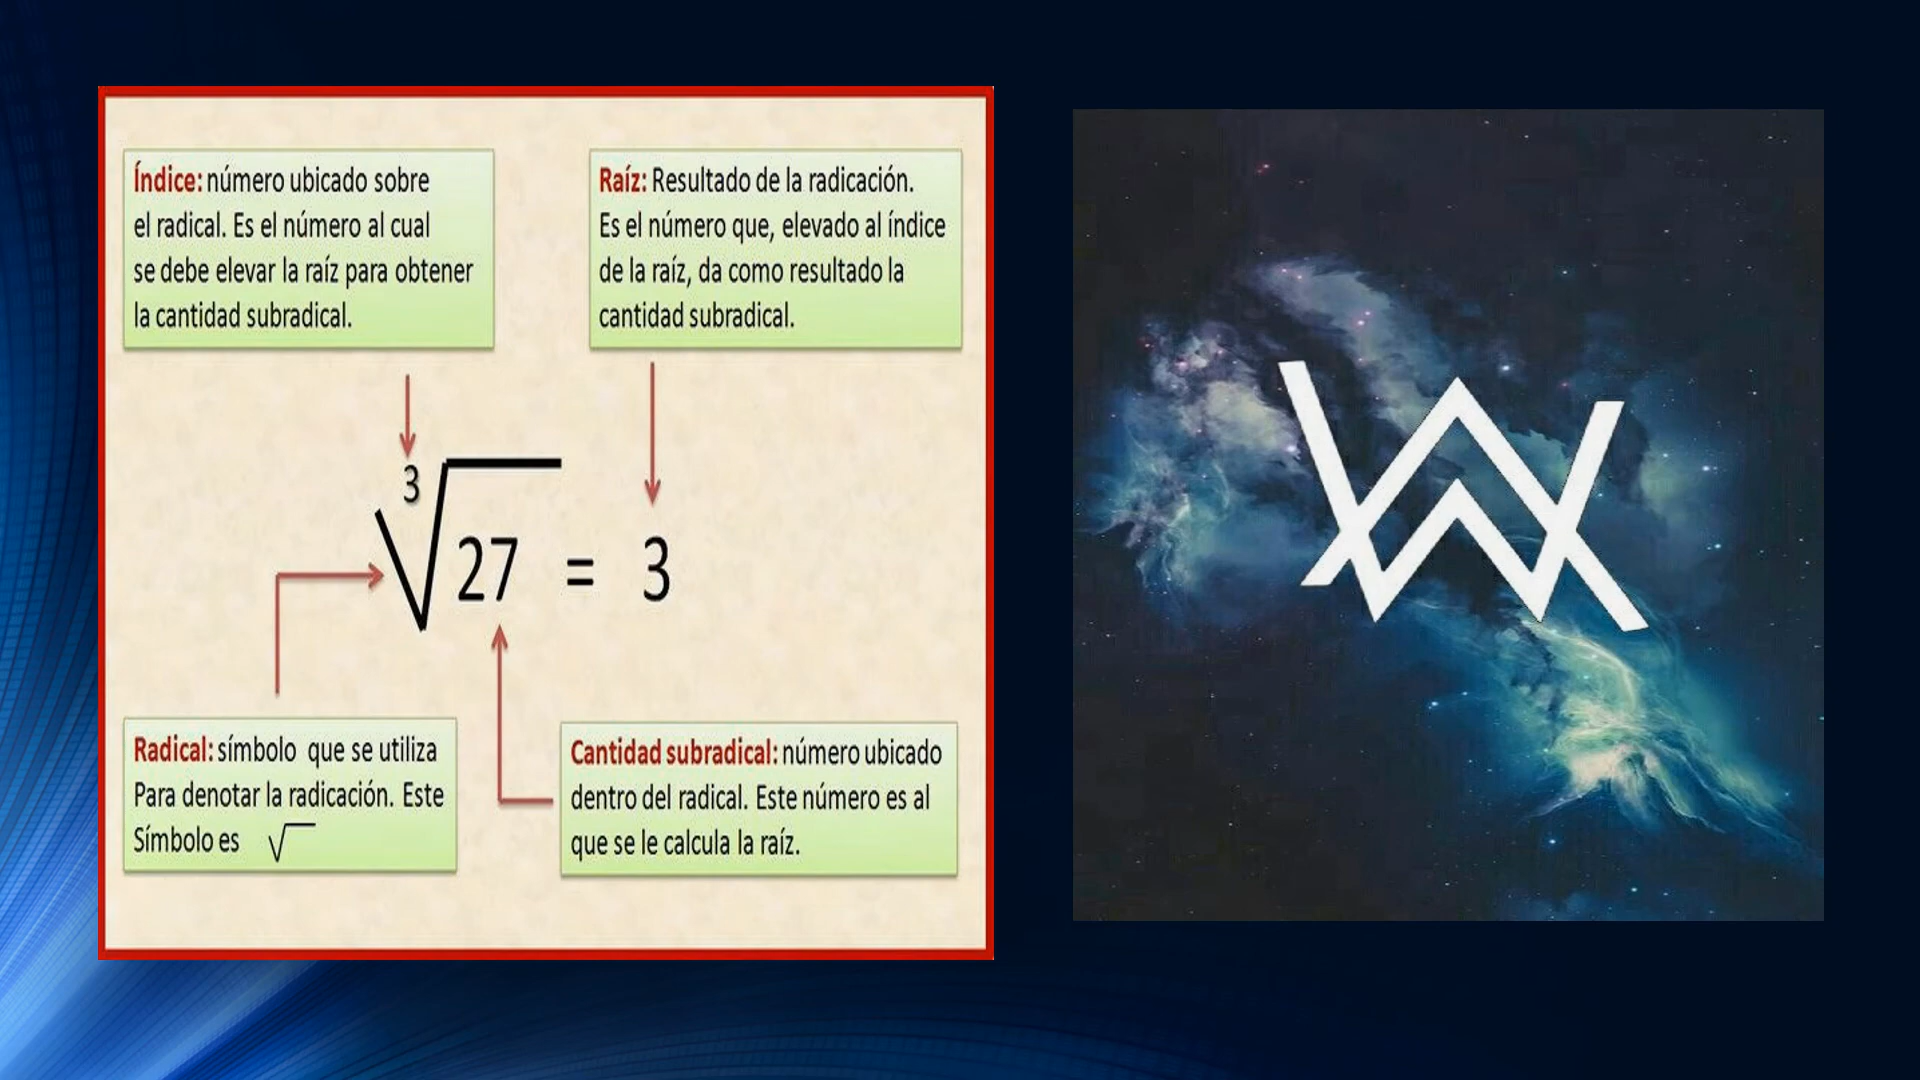 Índice: número ubicado sobre
el radical. Es el número al cual
se debe elevar la raíz para obtener
la cantidad subradical.
Raíz: Resultado de la radicación.
Es el número que, elevado al índice
de la raíz, da como resultado la
cantidad subradical.
3
√27 = 3
Radical: símbolo que se utiliza
Para denotar la radicación. Este
Símbolo es √
Cantidad subradical: número ubicado
dentro del radical. Este número es al
que se le calcula la raíz.